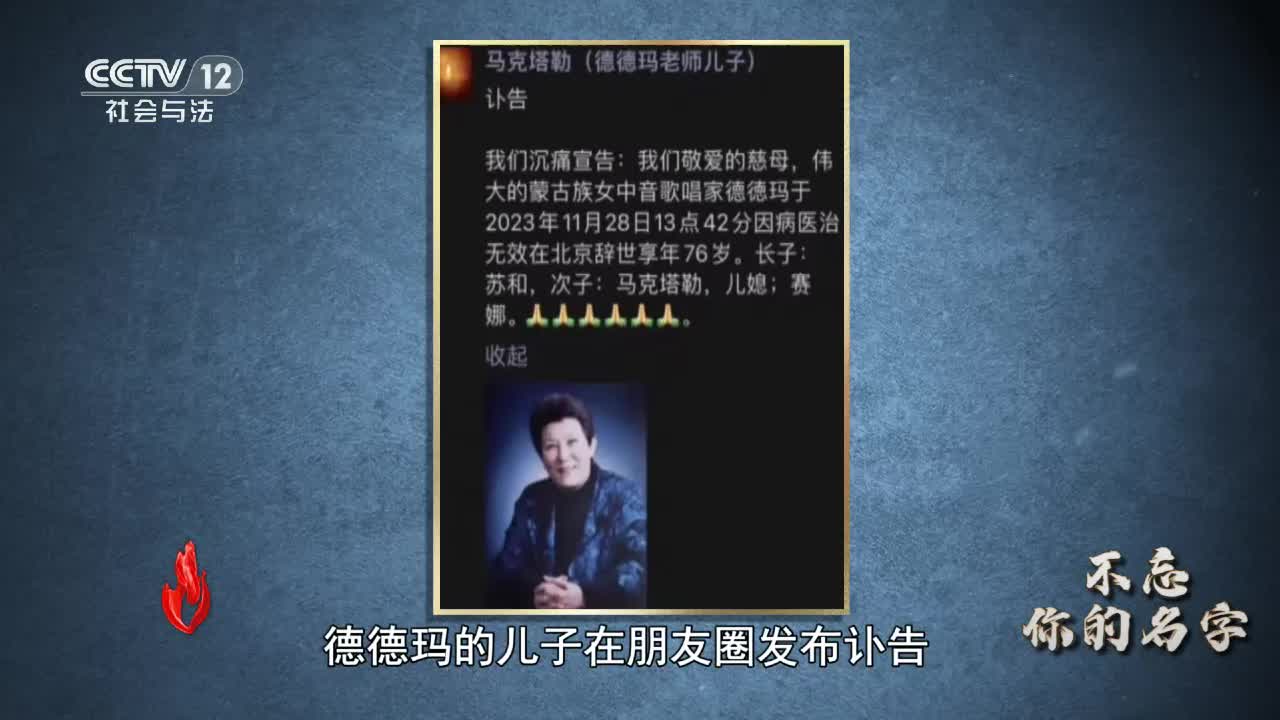 CCTV 12
社会与法
马克塔勒（德德玛老师儿子）
讣告
我们沉痛宣告：我们敬爱的慈母，伟
大的蒙古族女中音歌唱家德德玛于
2023年11月28日13点42分因病医治
无效在北京辞世享年76岁。长子：
苏和，次子：马克塔勒，儿媳；赛
娜。🙏🙏🙏🙏🙏🙏。
收起
不忘
你的名字
德德玛的儿子在朋友圈发布讣告